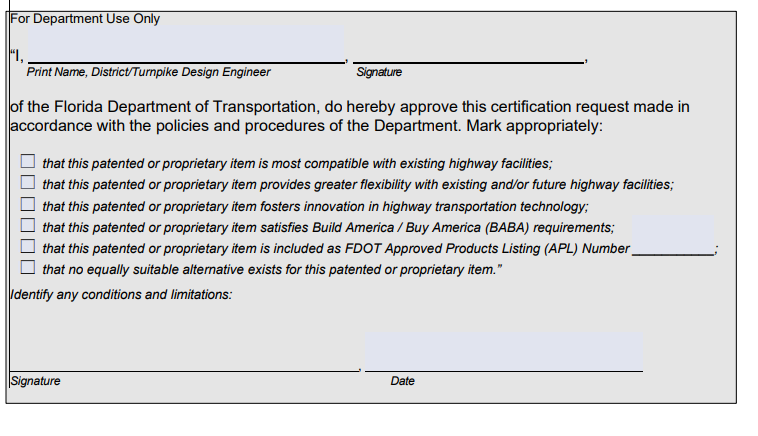 For Department Use Only
“I, , ,
Print Name, District/Turnpike Design Engineer Signature
of the Florida Department of Transportation, do hereby approve this certification request made in
accordance with the policies and procedures of the Department. Mark appropriately:
that this patented or proprietary item is most compatible with existing highway facilities;
that this patented or proprietary item provides greater flexibility with existing and/or future highway facilities;
that this patented or proprietary item fosters innovation in highway transportation technology;
that this patented or proprietary item satisfies Build America / Buy America (BABA) requirements;
that this patented or proprietary item is included as FDOT Approved Products Listing (APL) Number __________;
that no equally suitable alternative exists for this patented or proprietary item.”
Identify any conditions and limitations:
Signature Date